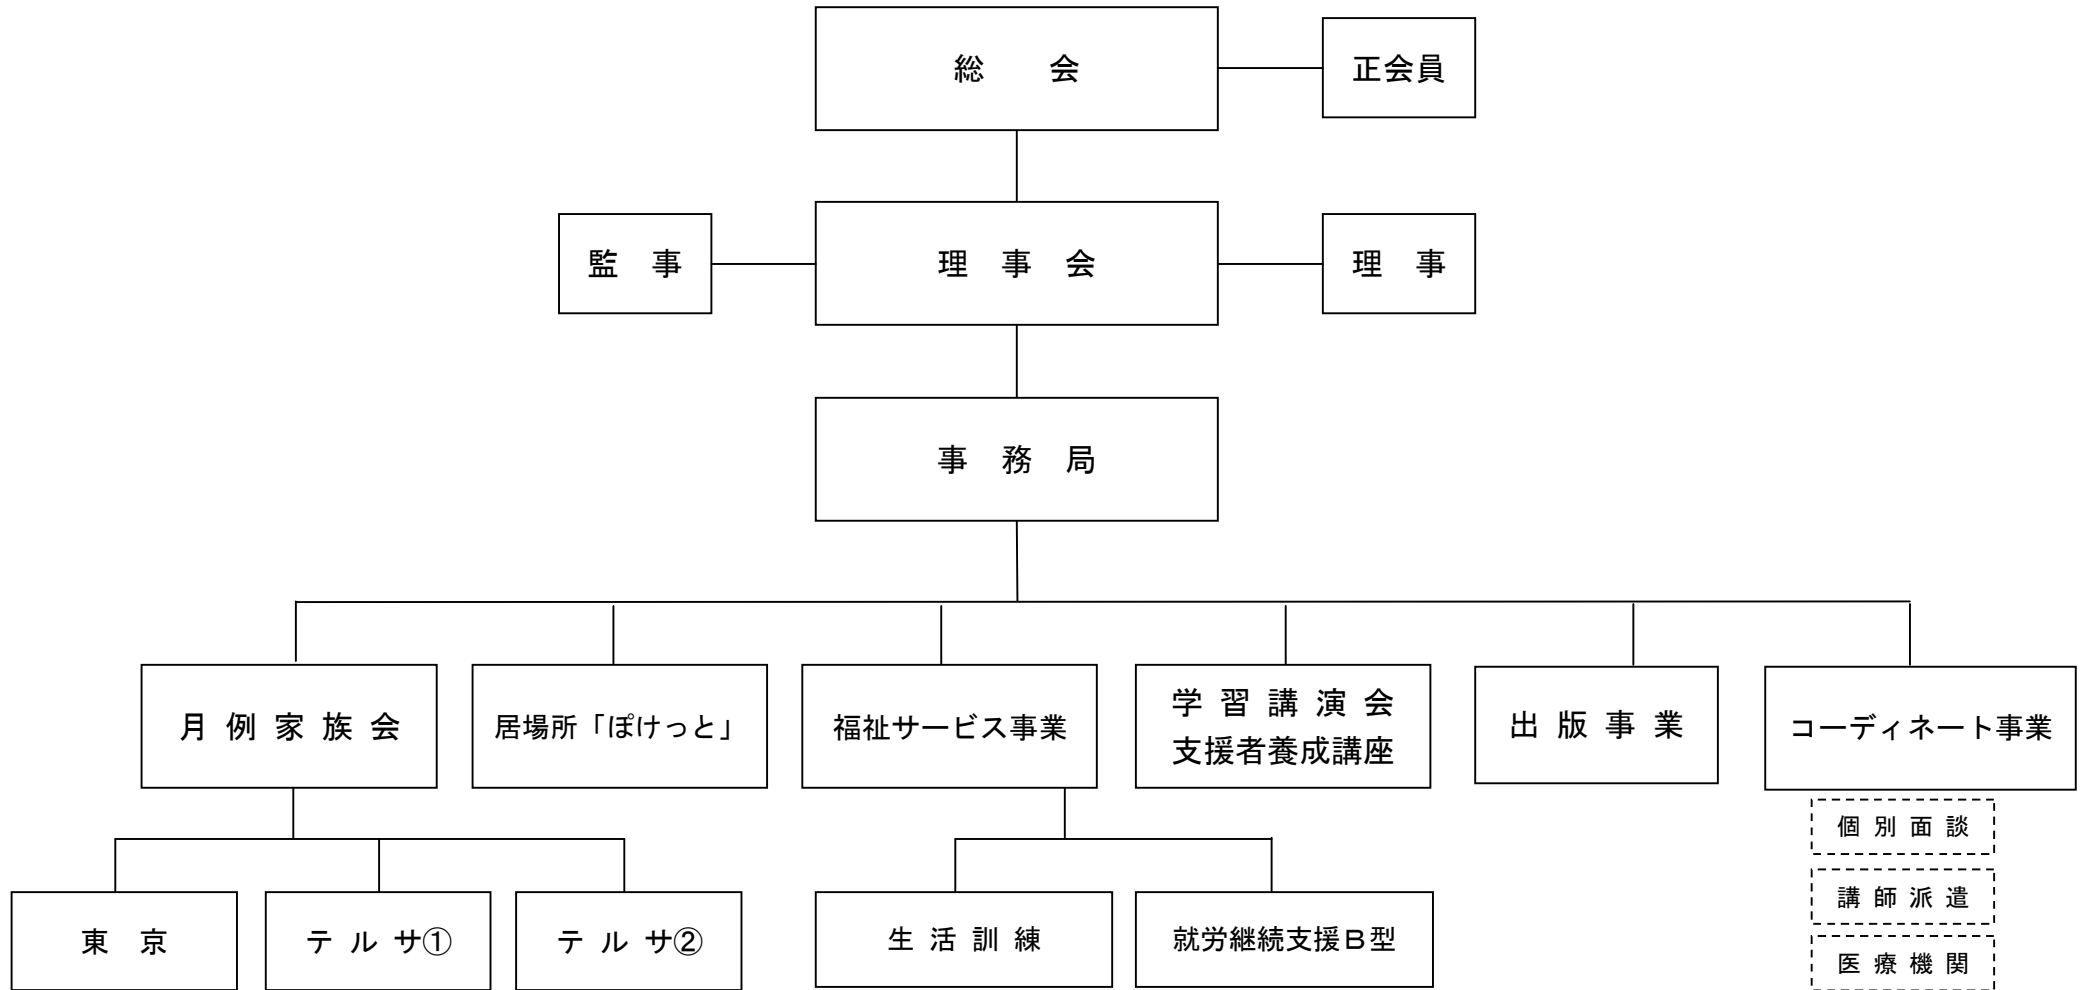 総　会
正会員
監　事
理　事　会
理　事
事　務　局
月 例 家 族 会
居場所「ぽけっと」
福祉サービス事業
学 習 講 演 会
支援者養成講座
出 版 事 業
コーディネート事業
個 別 面 談
講 師 派 遣
医 療 機 関
東　京
テ ル サ①
テ ル サ②
生 活 訓 練
就労継続支援Ｂ型